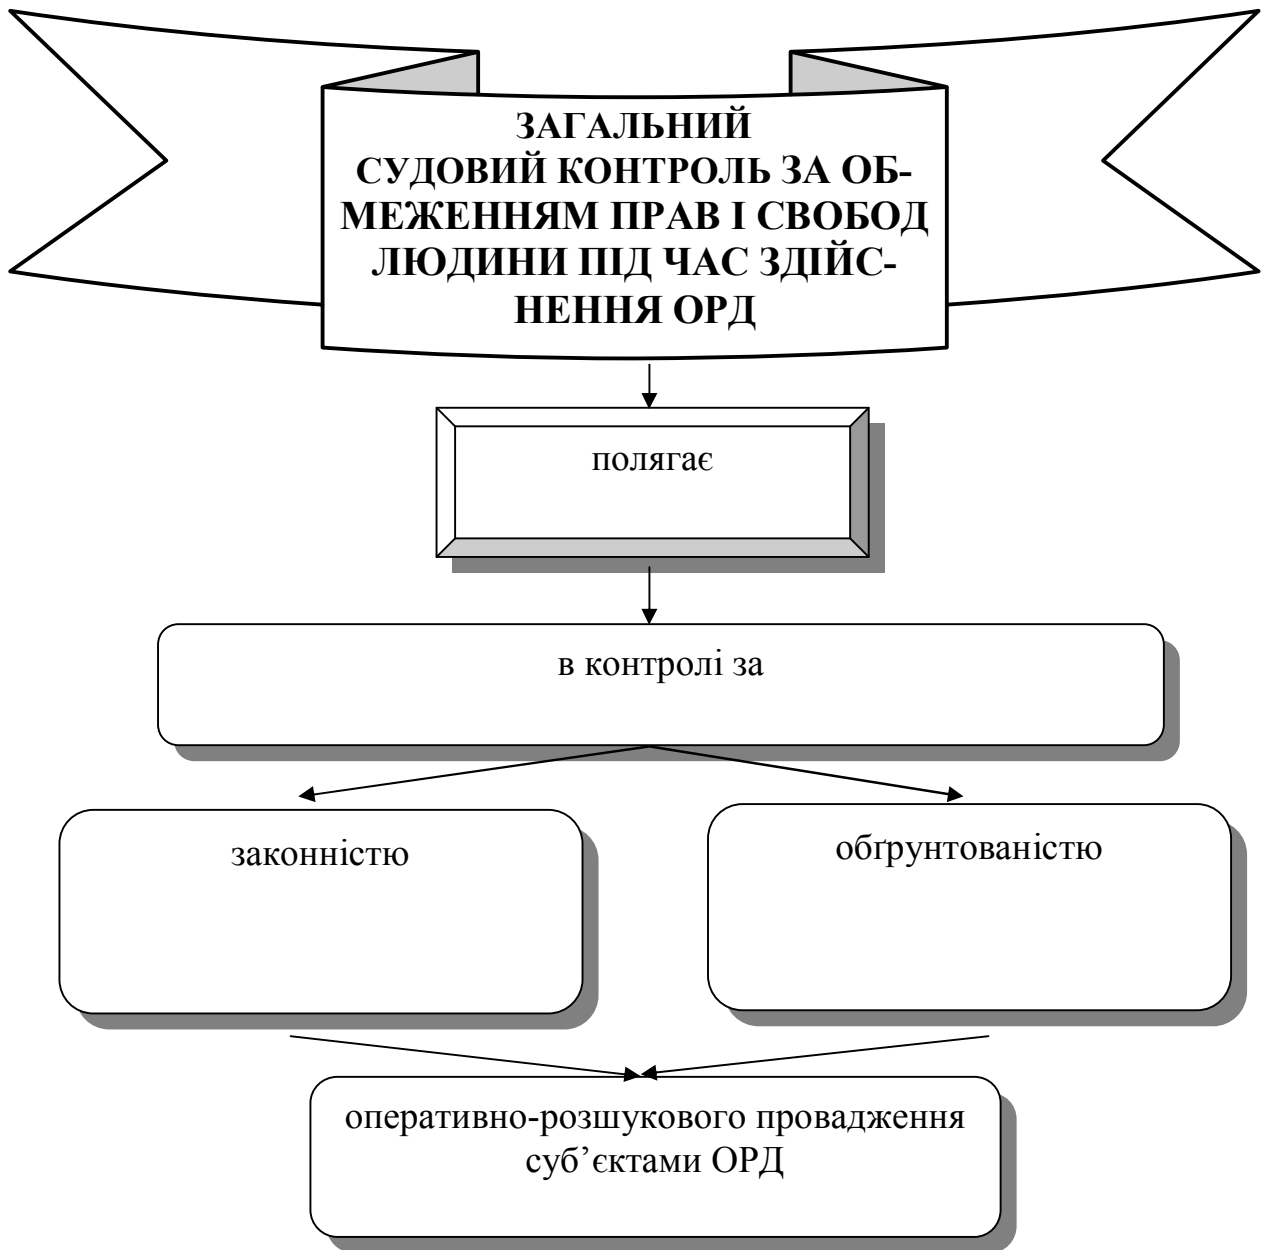 ЗАГАЛЬНИЙ
СУДОВИЙ КОНТРОЛЬ ЗА ОБ-
МЕЖЕННЯМ ПРАВ І СВОБОД
ЛЮДИНИ ПІД ЧАС ЗДІЙС-
НЕННЯ ОРД
полягає
в контролі за
законністю
обґрунтованістю
оперативно-розшукового провадження
суб’єктами ОРД